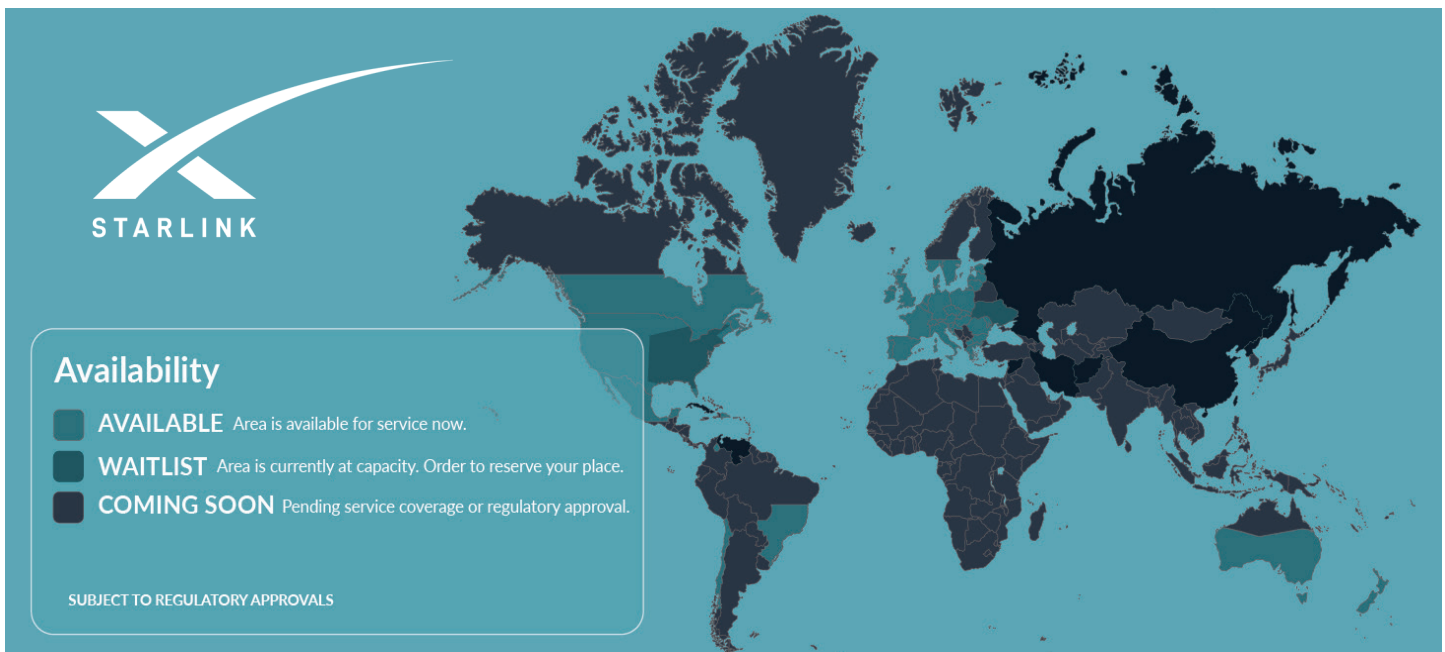 STARLINK
Availability
AVAILABLE Area is available for service now.
WAITLIST Area is currently at capacity. Order to reserve your place.
COMING SOON Pending service coverage or regulatory approval.
SUBJECT TO REGULATORY APPROVALS